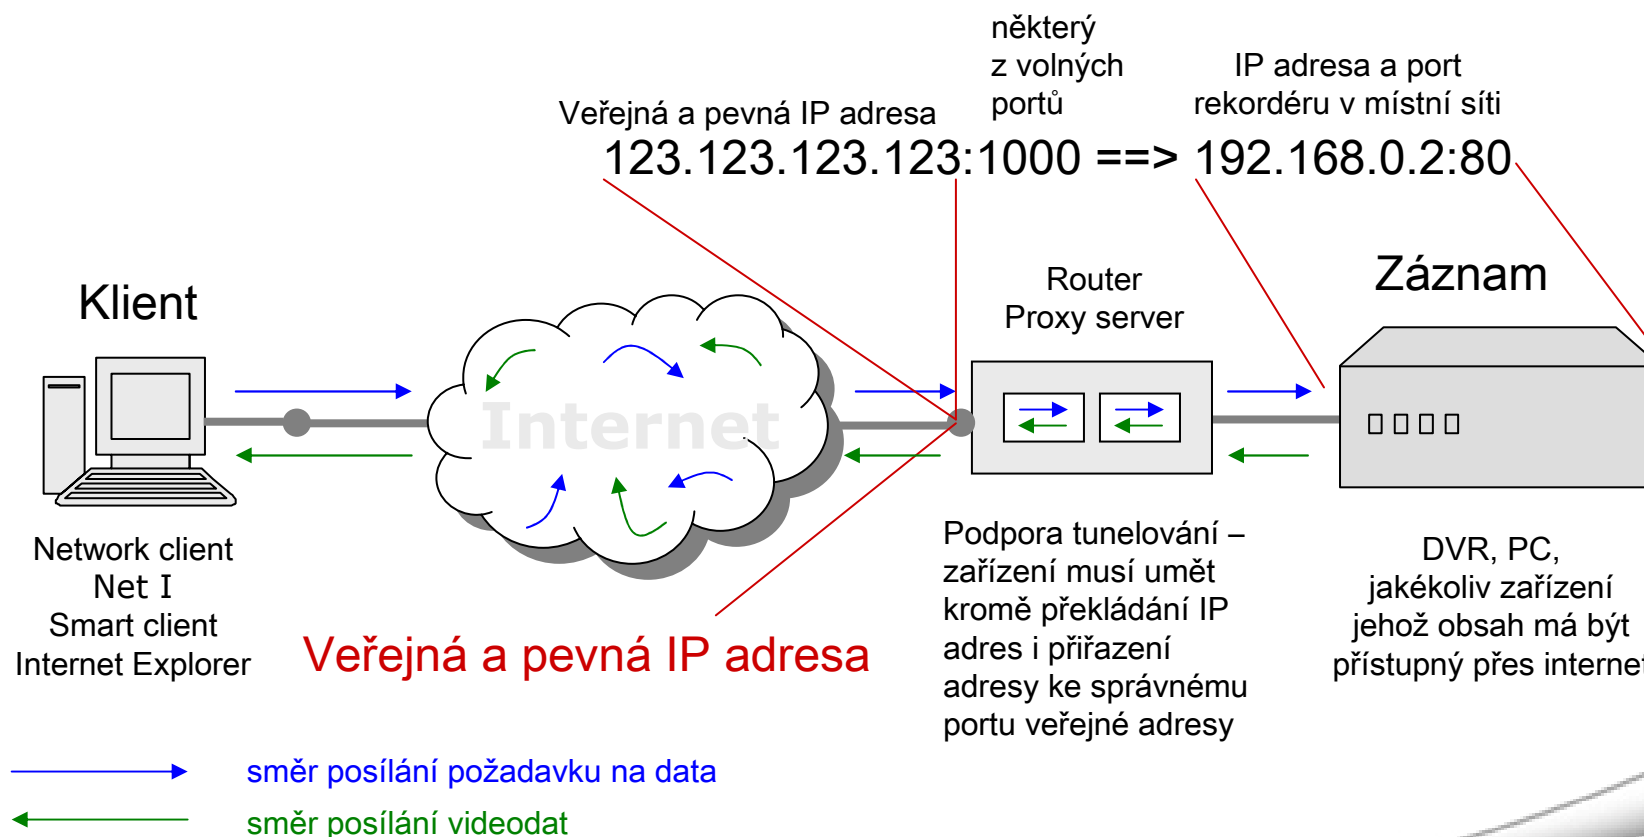 některý
z volných
portů
IP adresa a port
rekordéru v místní síti
Veřejná a pevná IP adresa
123.123.123.123:1000 ==> 192.168.0.2:80
Klient
Router
Proxy server
Záznam
Internet
Network client
Net I
Smart client
Internet Explorer
Veřejná a pevná IP adresa
Podpora tunelování –
zařízení musí umět
kromě překládání IP
adres i přiřazení
adresy ke správnému
portu veřejné adresy
DVR, PC,
jakékoliv zařízení
jehož obsah má být
přístupný přes internet
směr posílání požadavku na data
směr posílání videodat